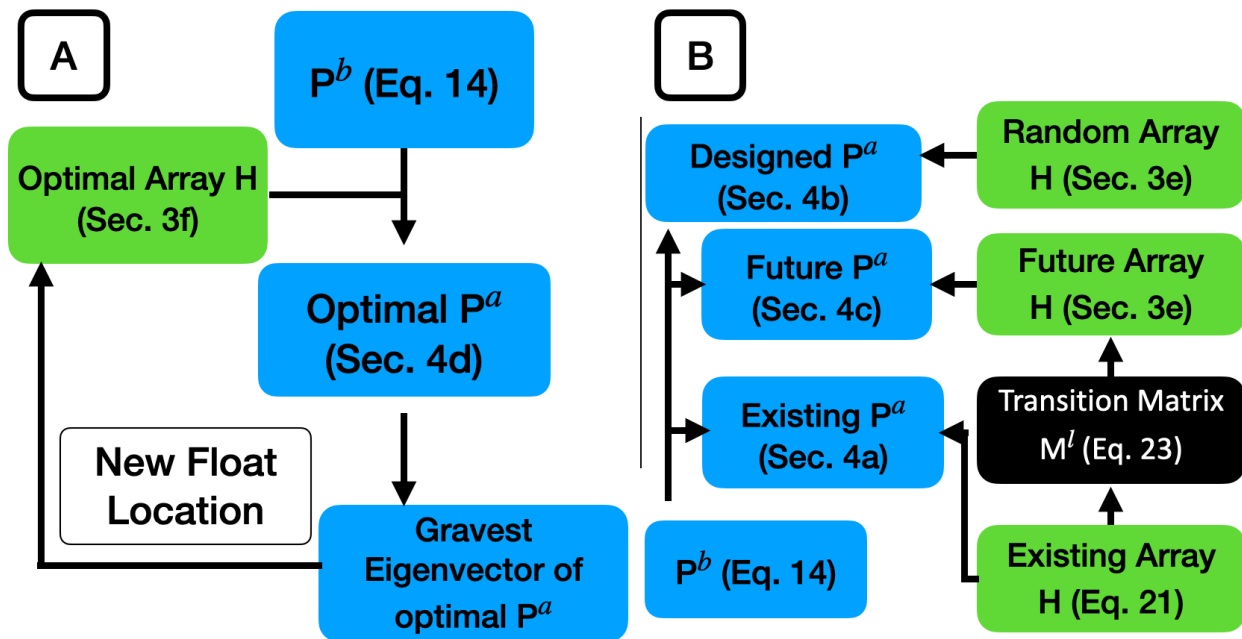 A
P^b (Eq. 14)
Optimal Array H
(Sec. 3f)
Optimal P^a
(Sec. 4d)
New Float
Location
Gravest
Eigenvector of
optimal P^a
B
Designed P^a
(Sec. 4b)
Random Array
H (Sec. 3e)
Future P^a
(Sec. 4c)
Future Array
H (Sec. 3e)
Existing P^a
(Sec. 4a)
Transition Matrix
M^l (Eq. 23)
P^b (Eq. 14)
Existing Array
H (Eq. 21)